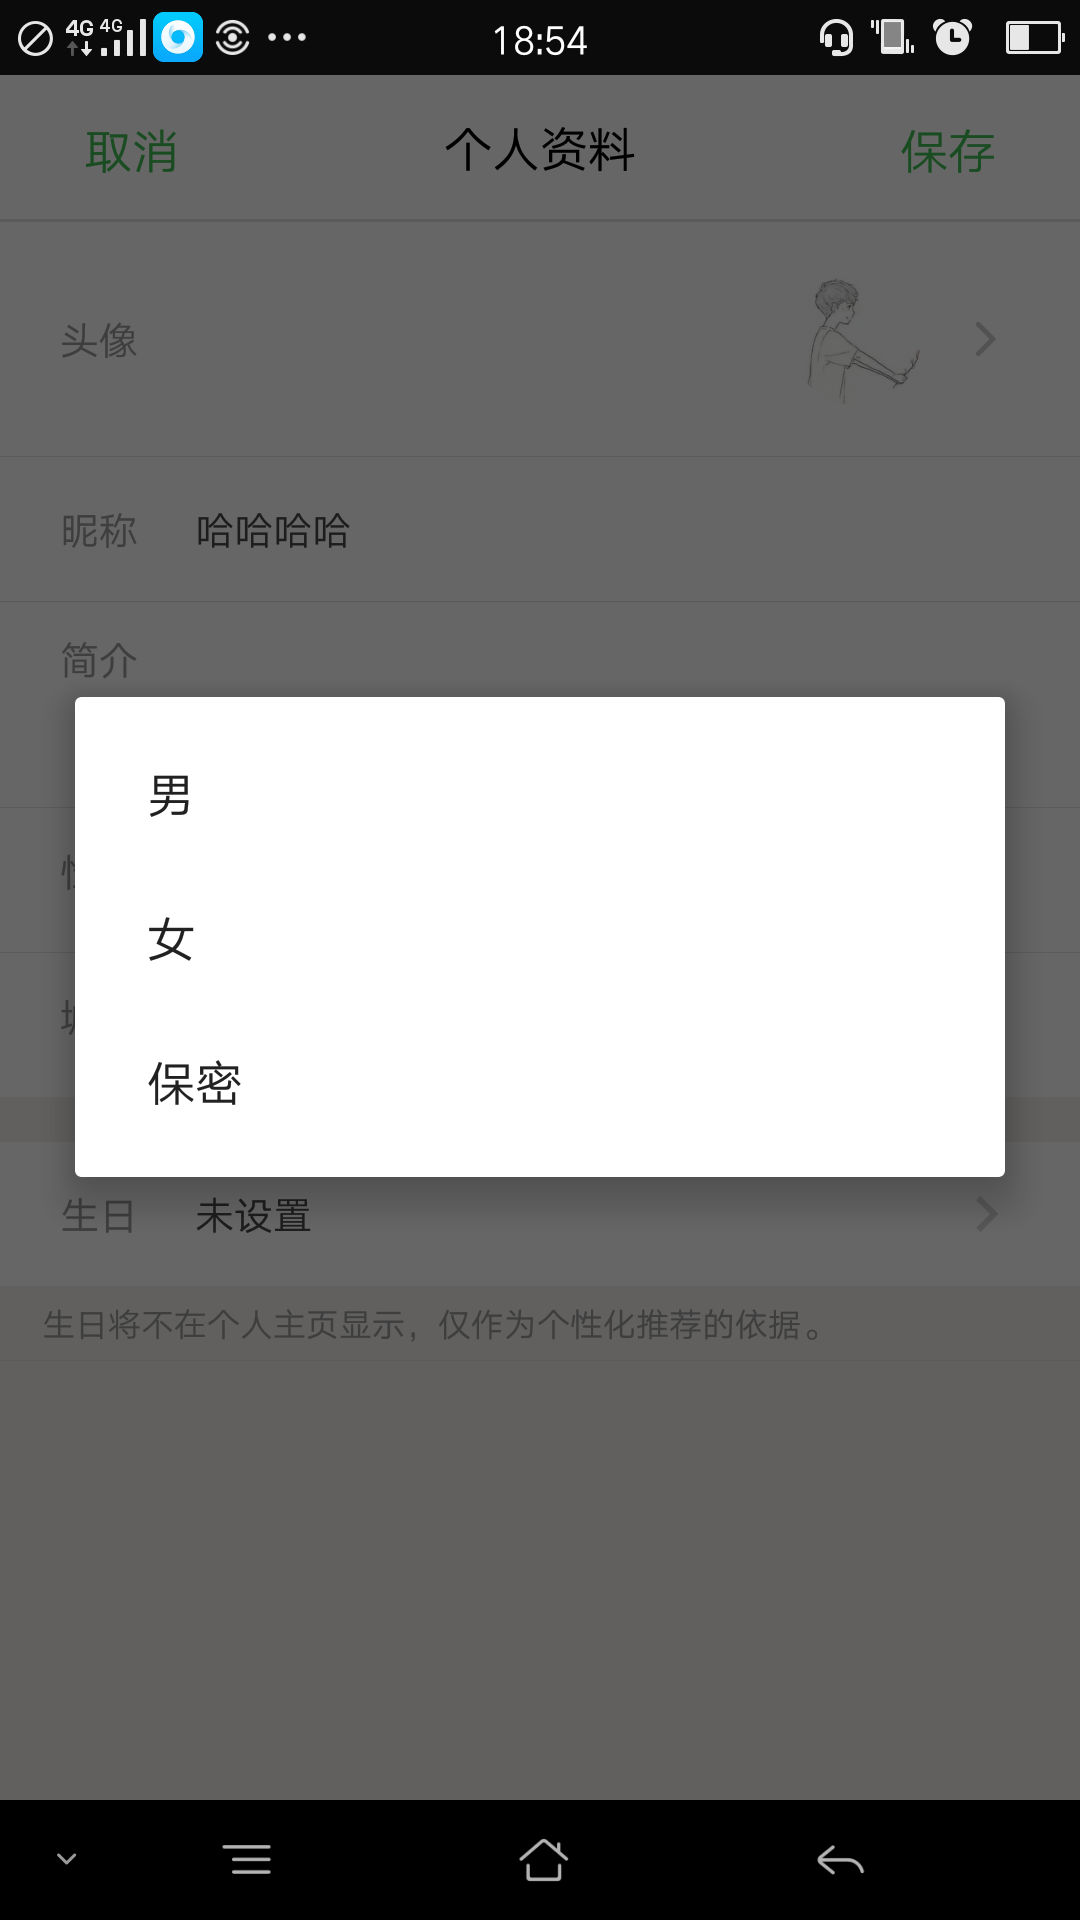 4G 4G 18:54
取消 个人资料 保存
头像
昵称 哈哈哈哈
简介
男
女
保密
生日 未设置
生日将不在个人主页显示，仅作为个性化推荐的依据。